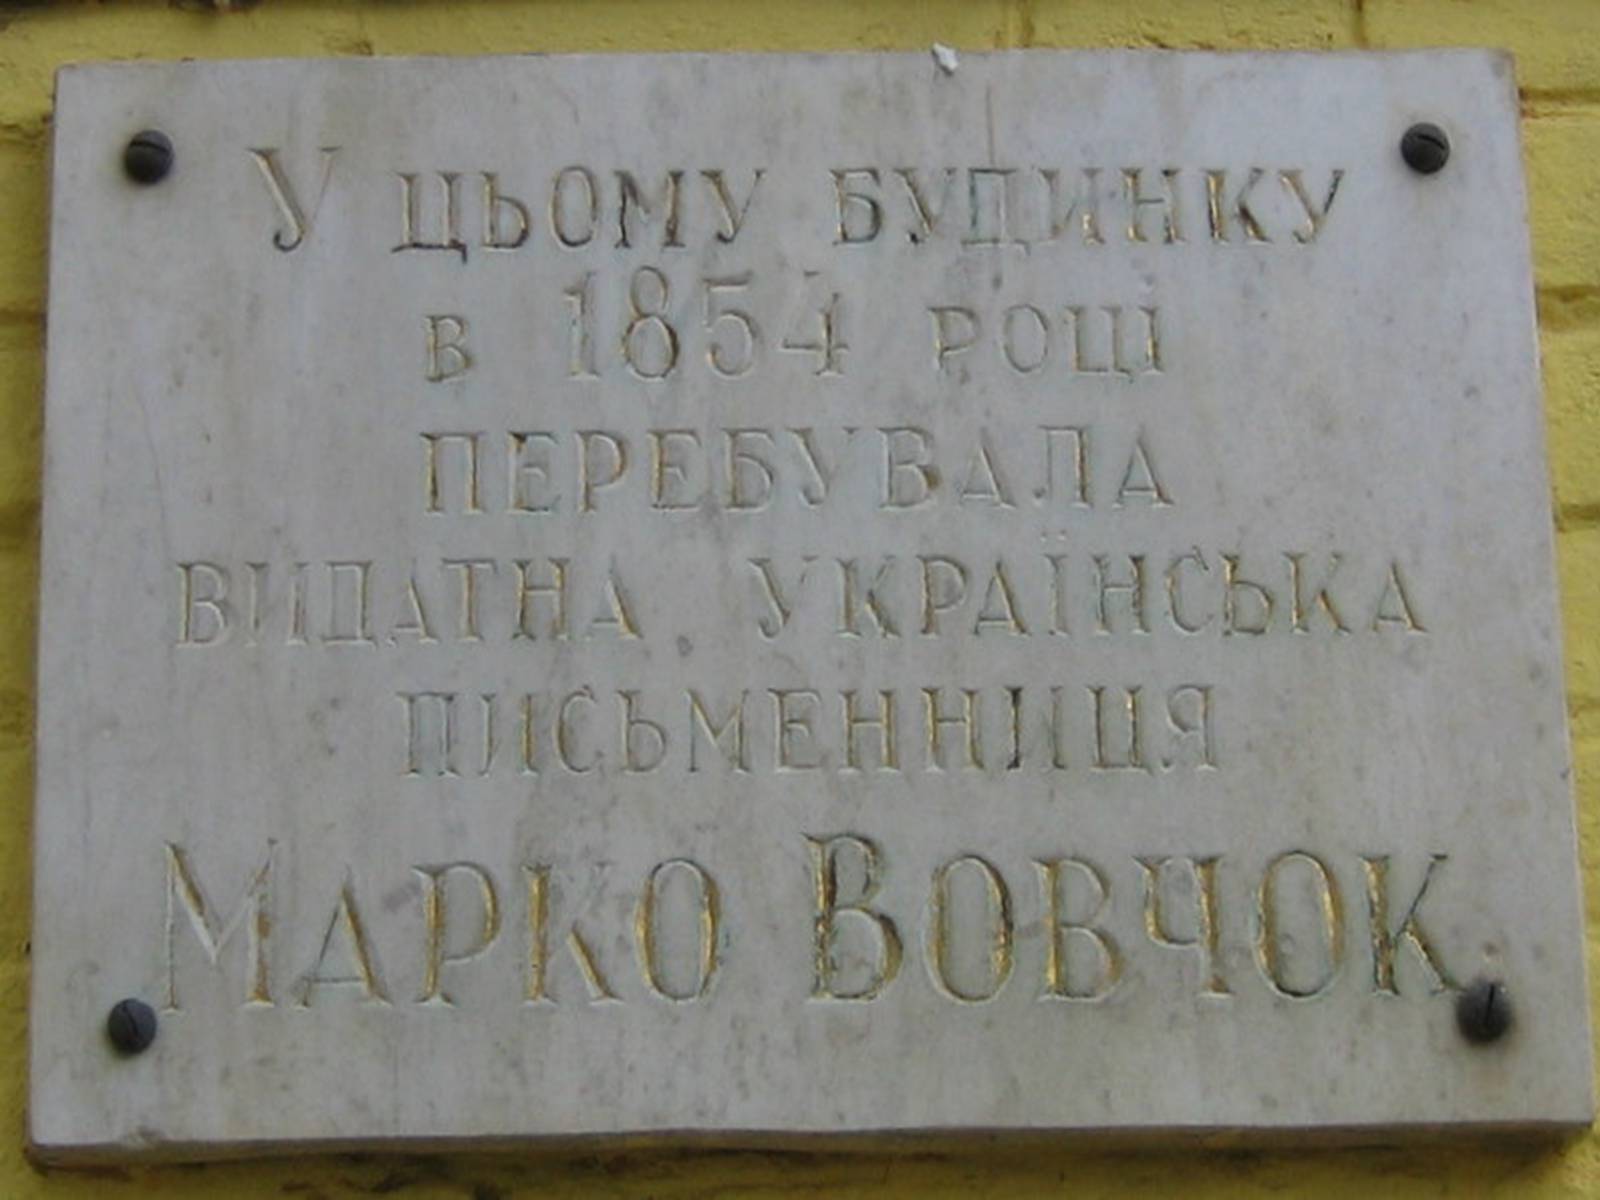 У ЦЬОМУ БУДИНКУ
В 1854 РОЦІ
ПЕРЕБУВАЛА
ВИДАТНА УКРАЇНСЬКА
ПИСЬМЕННИЦЯ
МАРКО ВОВЧОК